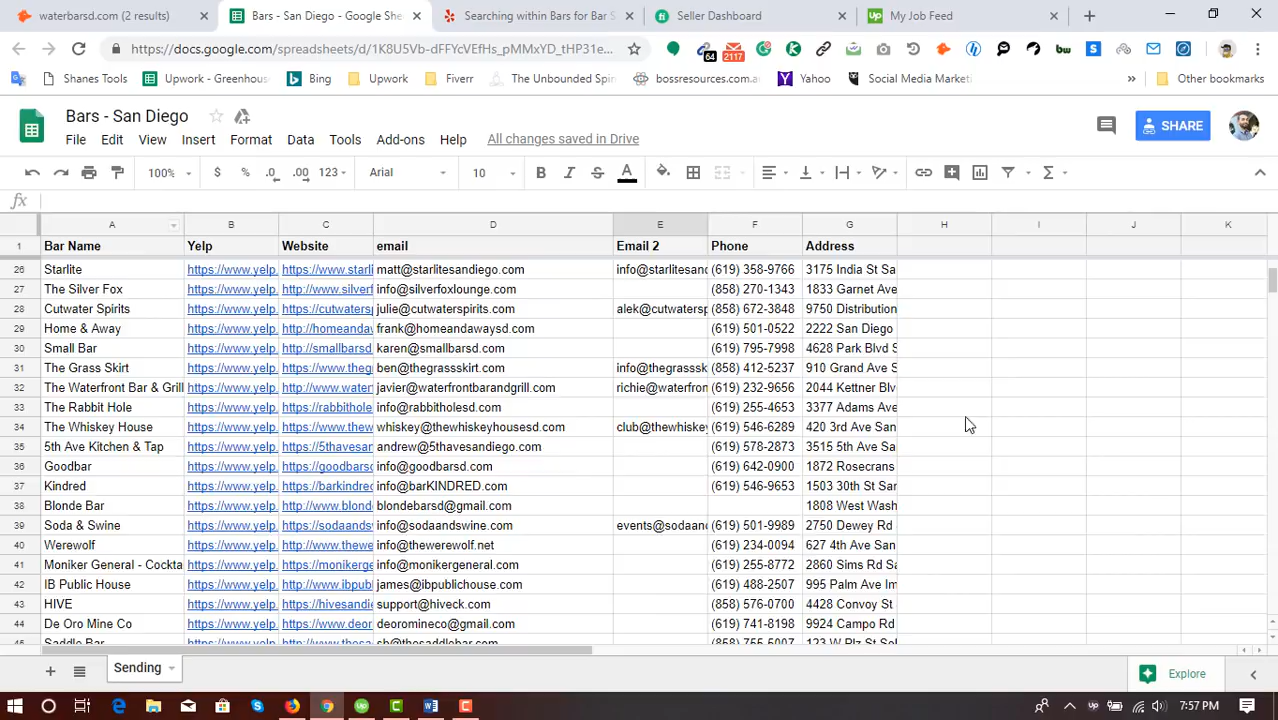 waterbarsd.com (2 results)
Bars - San Diego - Google She
Searching within Bars for Bar S
Seller Dashboard
My Job Feed
https://docs.google.com/spreadsheets/d/1K8U5Vb-dFFYcVEfHs_pMMxYD_tHP31e...
64
2117
Shanes Tools
Upwork - Greenhous
Bing
Upwork
Fiverr
The Unbounded Spir
bossresources.com.a
Yahoo
Social Media Market
»
Other bookmarks
Bars - San Diego
File Edit View Insert Format Data Tools Add-ons Help All changes saved in Drive
SHARE
100% $ % .0 .00 123 Arial 10 B I S A
fx
A B C D E F G H I J K
1 Bar Name Yelp Website email Email 2 Phone Address
26 Starlite https://www.yelp. https://www.starli matt@starlitesandiego.com info@starlitesand (619) 358-9766 3175 India St Sa
27 The Silver Fox https://www.yelp. http://www.silverf info@silverfoxlounge.com (858) 270-1343 1833 Garnet Ave
28 Cutwater Spirits https://www.yelp. https://cutwatersp julie@cutwaterspirits.com alek@cutwatersp (858) 672-3848 9750 Distribution
29 Home & Away https://www.yelp. http://homeandaw frank@homeandawaysd.com (619) 501-0522 2222 San Diego
30 Small Bar https://www.yelp. http://smallbarsd karen@smallbarsd.com (619) 795-7998 4628 Park Blvd S
31 The Grass Skirt https://www.yelp. https://www.theg ben@thegrassskirt.com info@thegrasssk (858) 412-5237 910 Grand Ave S
32 The Waterfront Bar & Grill https://www.yelp. http://www.water javier@waterfrontbarandgrill.com richie@waterfron (619) 232-9656 2044 Kettner Blv
33 The Rabbit Hole https://www.yelp. https://rabbithole info@rabbitholesd.com (619) 255-4653 3377 Adams Ave
34 The Whiskey House https://www.yelp. http://www.thew whiskey@thewhiskeyhousesd.com club@thewhiskey (619) 546-6289 420 3rd Ave San
35 5th Ave Kitchen & Tap https://www.yelp. https://5thavesan andrew@5thavesandiego.com (619) 578-2873 3515 5th Ave Sa
36 Goodbar https://www.yelp. https://goodbars info@goodbarsd.com (619) 642-0900 1872 Rosecrans
37 Kindred https://www.yelp. https://barkindre info@barKINDRED.com (619) 546-9653 1503 30th St San
38 Blonde Bar https://www.yelp. http://www.blond blondebarsd@gmail.com 1808 West Wash
39 Soda & Swine https://www.yelp. https://sodaands info@sodaandswine.com events@sodaand (619) 501-9989 2750 Dewey Rd
40 Werewolf https://www.yelp. http://www.thewe info@thewerewolf.net (619) 234-0094 627 4th Ave San
41 Moniker General - Cockta https://www.yelp. https://monikerge info@monikergeneral.com (619) 255-8772 2860 Sims Rd Sa
42 IB Public House https://www.yelp. http://www.ibpubl james@ibpublichouse.com (619) 488-2507 995 Palm Ave Im
43 HIVE https://www.yelp. https://hivesandie support@hiveck.com (858) 576-0700 4428 Convoy St
44 De Oro Mine Co https://www.yelp. http://www.deor deoromineco@gmail.com (619) 741-8198 9924 Campo Rd
Sending
Explore
7:57 PM